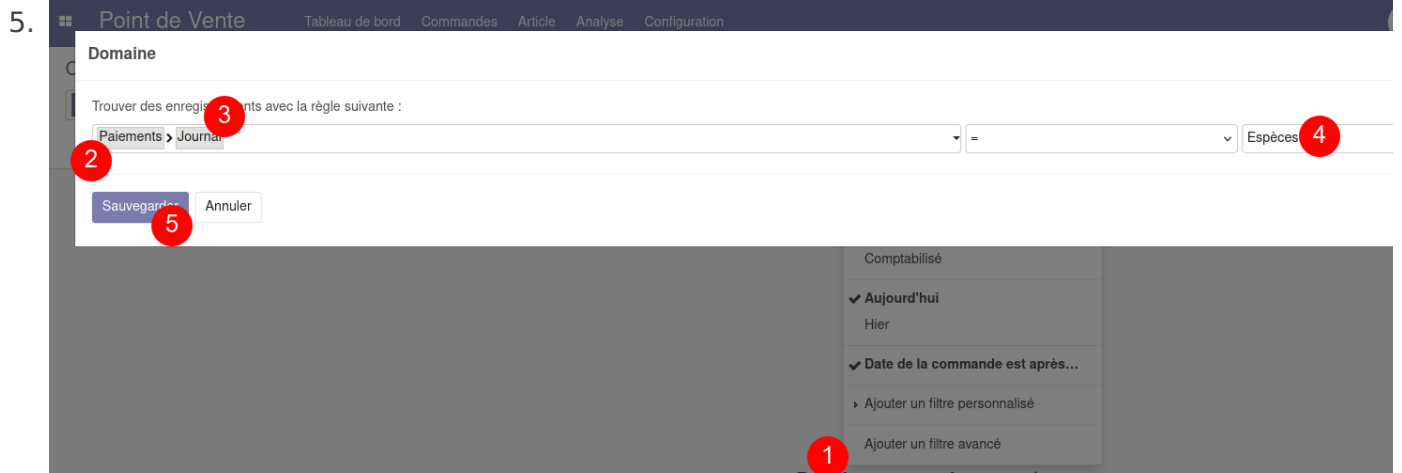 5.
Point de Vente Tableau de bord Commandes Article Analyse Configuration
Domaine
Trouver des enregis nts avec la règle suivante :
3
Paiements > Journal = Espèces 4
2
Sauvegarder Annuler
5
Comptabilisé
Aujourd'hui
Hier
Date de la commande est après...
Ajouter un filtre personnalisé
Ajouter un filtre avancé
1